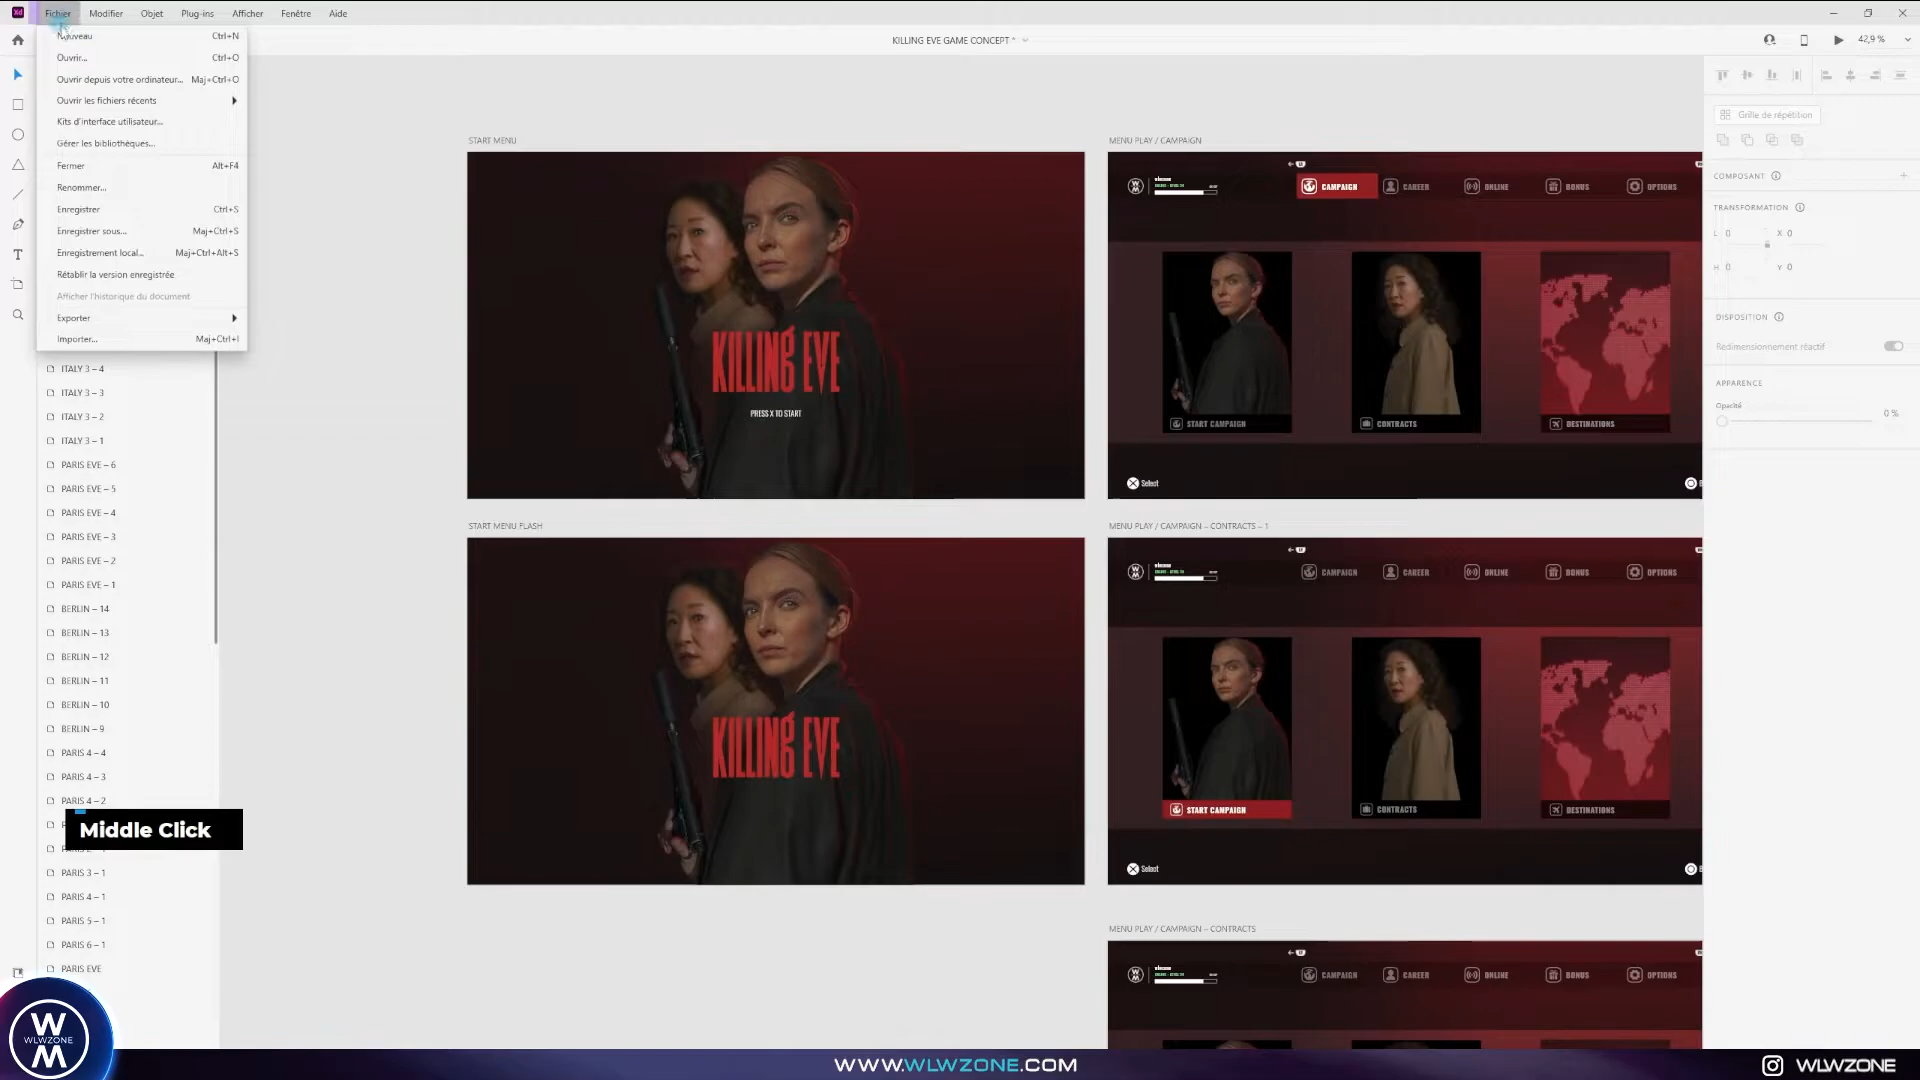 Xd Fichier Modifier Objet Plug-ins Afficher Fenêtre Aide
Nouveau Ctrl+N
Ouvrir... Ctrl+O
Ouvrir depuis votre ordinateur... Maj+Ctrl+O
Ouvrir les fichiers récents
Kits d'interface utilisateur...
Gérer les bibliothèques...
Fermer Alt+F4
Renommer...
Enregistrer Ctrl+S
Enregistrer sous... Maj+Ctrl+S
Enregistrement local... Maj+Ctrl+Alt+S
Rétablir la version enregistrée
Afficher l'historique du document
Exporter
Importer... Maj+Ctrl+I
ITALY 3 – 4
ITALY 3 – 3
ITALY 3 – 2
ITALY 3 – 1
PARIS EVE – 6
PARIS EVE – 5
PARIS EVE – 4
PARIS EVE – 3
PARIS EVE – 2
PARIS EVE – 1
BERLIN – 14
BERLIN – 13
BERLIN – 12
BERLIN – 11
BERLIN – 10
BERLIN – 9
PARIS 4 – 4
PARIS 4 – 3
PARIS 4 – 2
Middle Click
PARIS 3 – 1
PARIS 4 – 1
PARIS 5 – 1
PARIS 6 – 1
PARIS EVE
KILLING EVE GAME CONCEPT *
42,9 %
START MENU
KILLING EVE
PRESS X TO START
START MENU FLASH
KILLING EVE
MENU PLAY / CAMPAIGN
CAMPAIGN CAREER ONLINE BONUS OPTIONS
START CAMPAIGN CONTRACTS DESTINATIONS
Select
MENU PLAY / CAMPAIGN – CONTRACTS – 1
CAMPAIGN CAREER ONLINE BONUS OPTIONS
START CAMPAIGN CONTRACTS DESTINATIONS
Select
MENU PLAY / CAMPAIGN – CONTRACTS
CAMPAIGN CAREER ONLINE BONUS OPTIONS
Grille de répétition
COMPOSANT
TRANSFORMATION
L 0 X 0
H 0 Y 0
DISPOSITION
Redimensionnement réactif
APPARENCE
Opacité
0 %
W
WLWZONE
M
WWW.WLWZONE.COM
WLWZONE